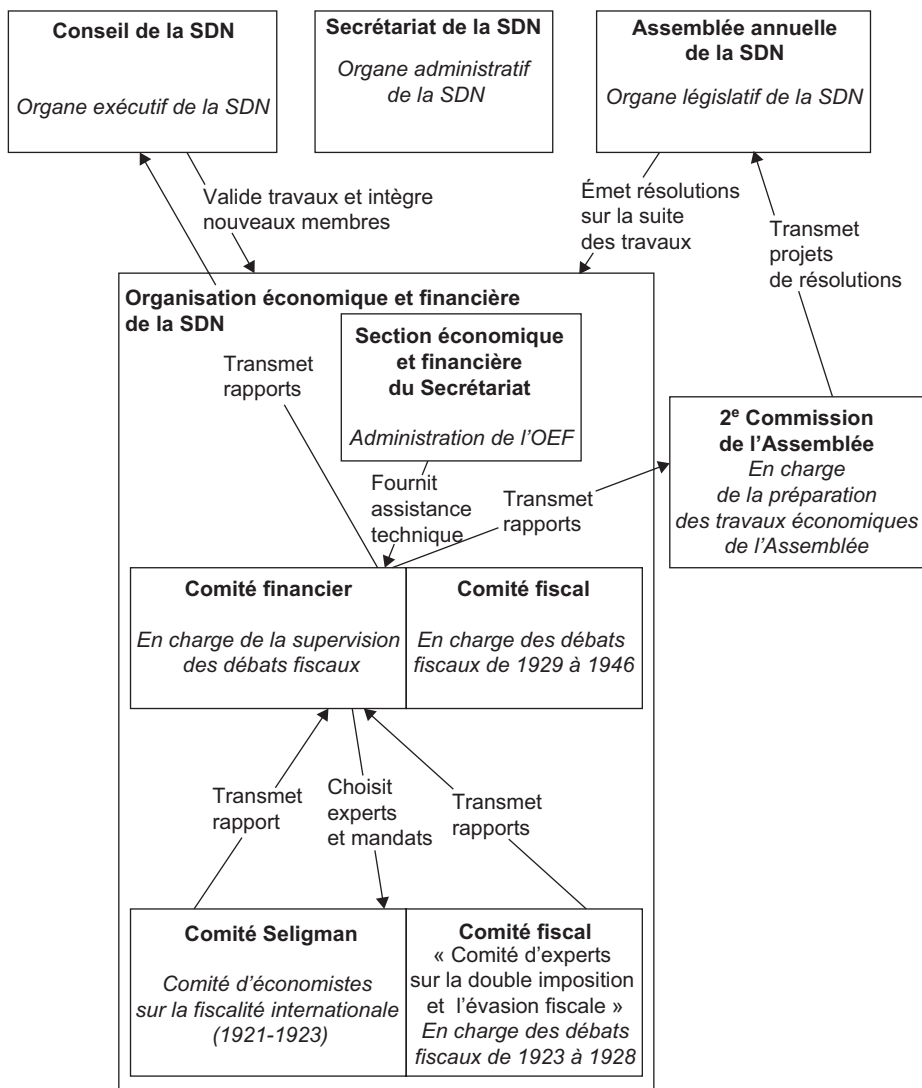 Conseil de la SDN
Organe exécutif de la SDN
Secrétariat de la SDN
Organe administratif
de la SDN
Assemblée annuelle
de la SDN
Organe législatif de la SDN
Valide travaux et intègre
nouveaux membres
Émet résolutions
sur la suite
des travaux
Transmet
projets
de résolutions
Organisation économique et financière
de la SDN
Section économique
et financière
du Secrétariat
Administration de l’OEF
Transmet
rapports
Fournit
assistance
technique
Transmet
rapports
2e Commission
de l’Assemblée
En charge
de la préparation
des travaux économiques
de l’Assemblée
Comité financier
En charge de la supervision
des débats fiscaux
Comité fiscal
En charge des débats
fiscaux de 1929 à 1946
Transmet
rapport
Choisit
experts
et mandats
Transmet
rapports
Comité Seligman
Comité d’économistes
sur la fiscalité internationale
(1921-1923)
Comité fiscal
« Comité d’experts
sur la double imposition
et l’évasion fiscale »
En charge des débats
fiscaux de 1923 à 1928